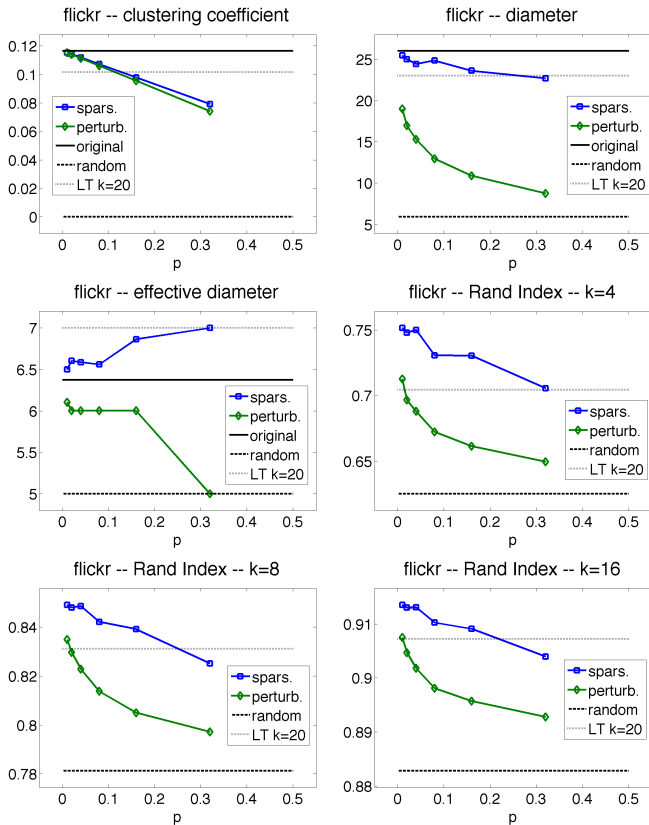 flickr -- clustering coefficient
0.12
0.1
0.08
0.06
0.04
0.02
0
spars.
perturb.
original
random
LT k=20
0 0.1 0.2 0.3 0.4 0.5
p
flickr -- diameter
25
20
15
10
5
spars.
perturb.
original
random
LT k=20
0 0.1 0.2 0.3 0.4 0.5
p
flickr -- effective diameter
7
6.5
6
5.5
5
spars.
perturb.
original
random
LT k=20
0 0.1 0.2 0.3 0.4 0.5
p
flickr -- Rand Index -- k=4
0.75
0.7
0.65
spars.
perturb.
random
LT k=20
0 0.1 0.2 0.3 0.4 0.5
p
flickr -- Rand Index -- k=8
0.84
0.82
0.8
0.78
spars.
perturb.
random
LT k=20
0 0.1 0.2 0.3 0.4 0.5
p
flickr -- Rand Index -- k=16
0.91
0.9
0.89
0.88
spars.
perturb.
random
LT k=20
0 0.1 0.2 0.3 0.4 0.5
p